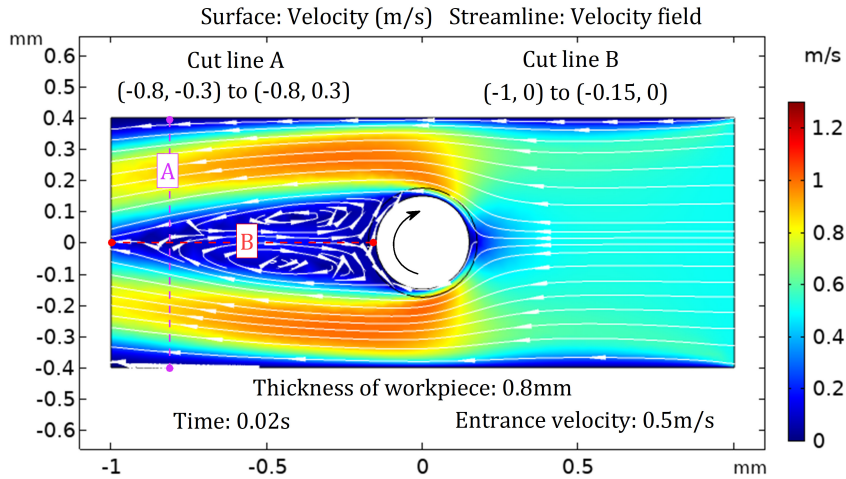 Surface: Velocity (m/s) Streamline: Velocity field
mm
m/s
Cut line A
(-0.8, -0.3) to (-0.8, 0.3)
Cut line B
(-1, 0) to (-0.15, 0)
0.6
0.5
0.4
0.3
0.2
0.1
0
-0.1
-0.2
-0.3
-0.4
-0.5
-0.6
A
B
1.2
1
0.8
0.6
0.4
0.2
0
Thickness of workpiece: 0.8mm
Time: 0.02s
Entrance velocity: 0.5m/s
-1 -0.5 0 0.5 mm